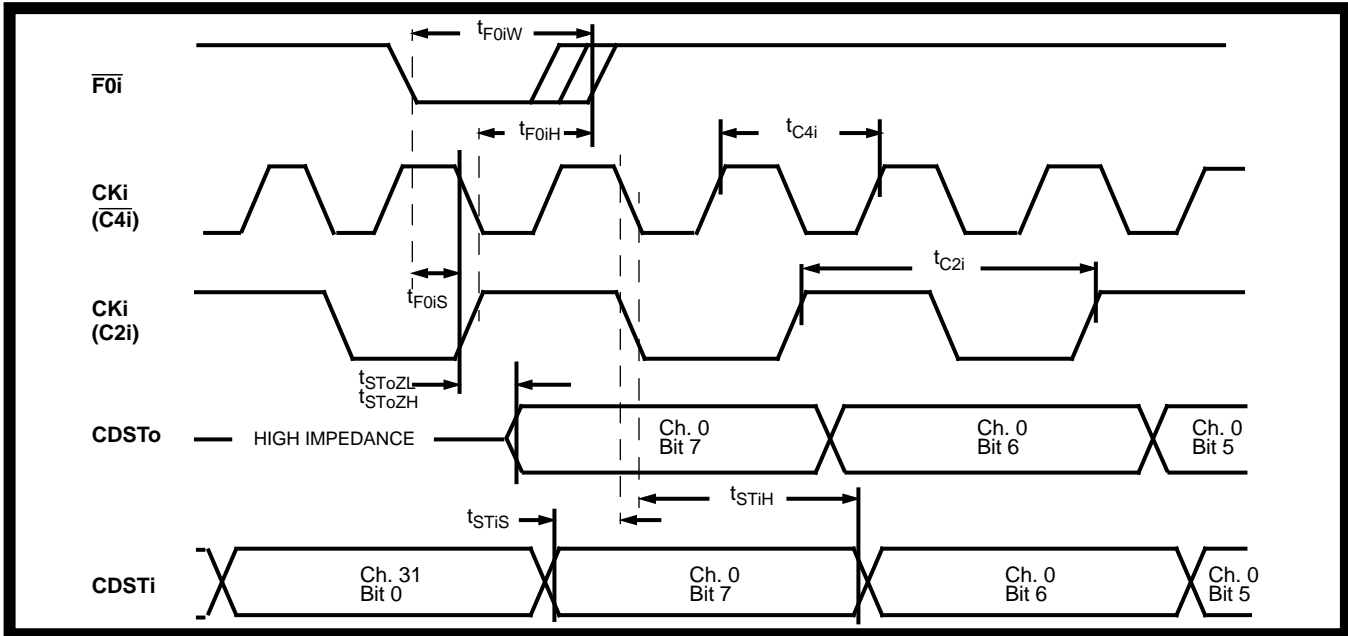 tF0iW
F0i
tF0iH
tC4i
CKi
(C4i)
tC2i
tF0iS
CKi
(C2i)
tSToZL
tSToZH
CDSTo
HIGH IMPEDANCE
Ch. 0
Bit 7
Ch. 0
Bit 6
Ch. 0
Bit 5
tSTiH
tSTiS
CDSTi
Ch. 31
Bit 0
Ch. 0
Bit 7
Ch. 0
Bit 6
Ch. 0
Bit 5